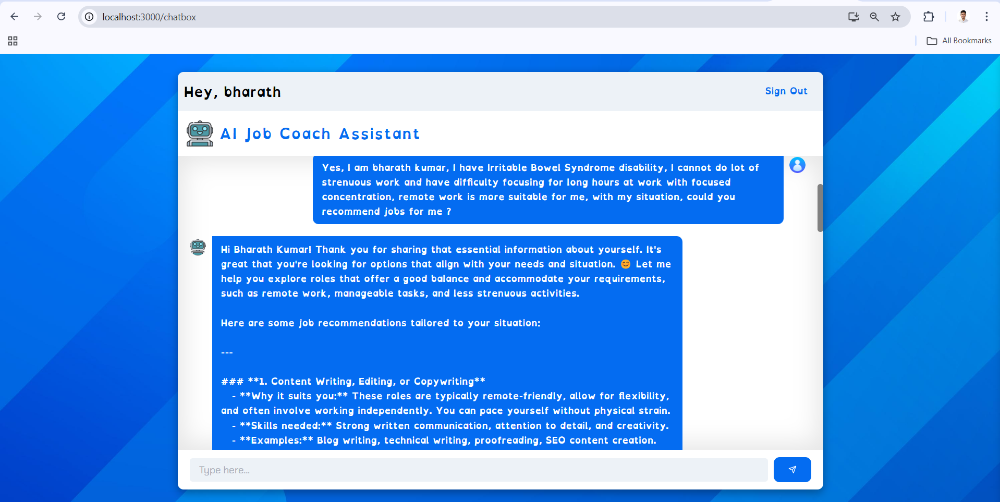 localhost:3000/chatbox
All Bookmarks
Hey, bharath
Sign Out
AI Job Coach Assistant
Yes, I am bharath kumar, I have Irritable Bowel Syndrome disability, I cannot do lot of
strenuous work and have difficulty focusing for long hours at work with focused
concentration, remote work is more suitable for me, with my situation, could you
recommend jobs for me ?
Hi Bharath Kumar! Thank you for sharing that essential information about yourself. It's
great that you're looking for options that align with your needs and situation. 😊 Let me
help you explore roles that offer a good balance and accommodate your requirements,
such as remote work, manageable tasks, and less strenuous activities.
Here are some job recommendations tailored to your situation:
---
### **1. Content Writing, Editing, or Copywriting**
- **Why it suits you:** These roles are typically remote-friendly, allow for flexibility,
and often involve working independently. You can pace yourself without physical strain.
- **Skills needed:** Strong written communication, attention to detail, and creativity.
- **Examples:** Blog writing, technical writing, proofreading, SEO content creation.
Type here...